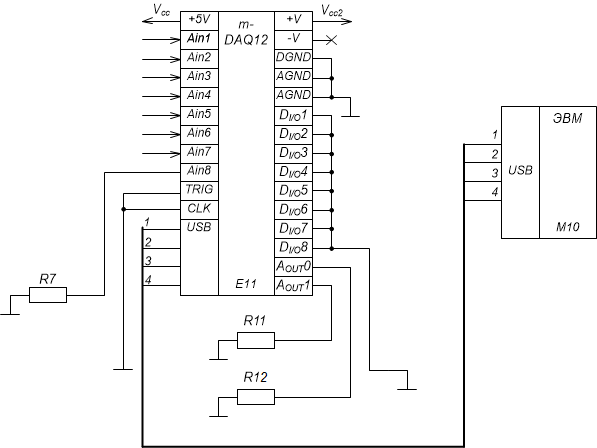 Vcc
Vcc2
+5V
m-
DAQ12
+V
Ain1
-V
Ain2
DGND
Ain3
AGND
Ain4
AGND
Ain5
DI/O1
Ain6
DI/O2
Ain7
DI/O3
Ain8
DI/O4
TRIG
DI/O5
CLK
DI/O6
1
USB
DI/O7
2
DI/O8
3
AOUT0
4
E11
AOUT1
1
ЭВМ
2
3
USB
4
M10
R7
R11
R12